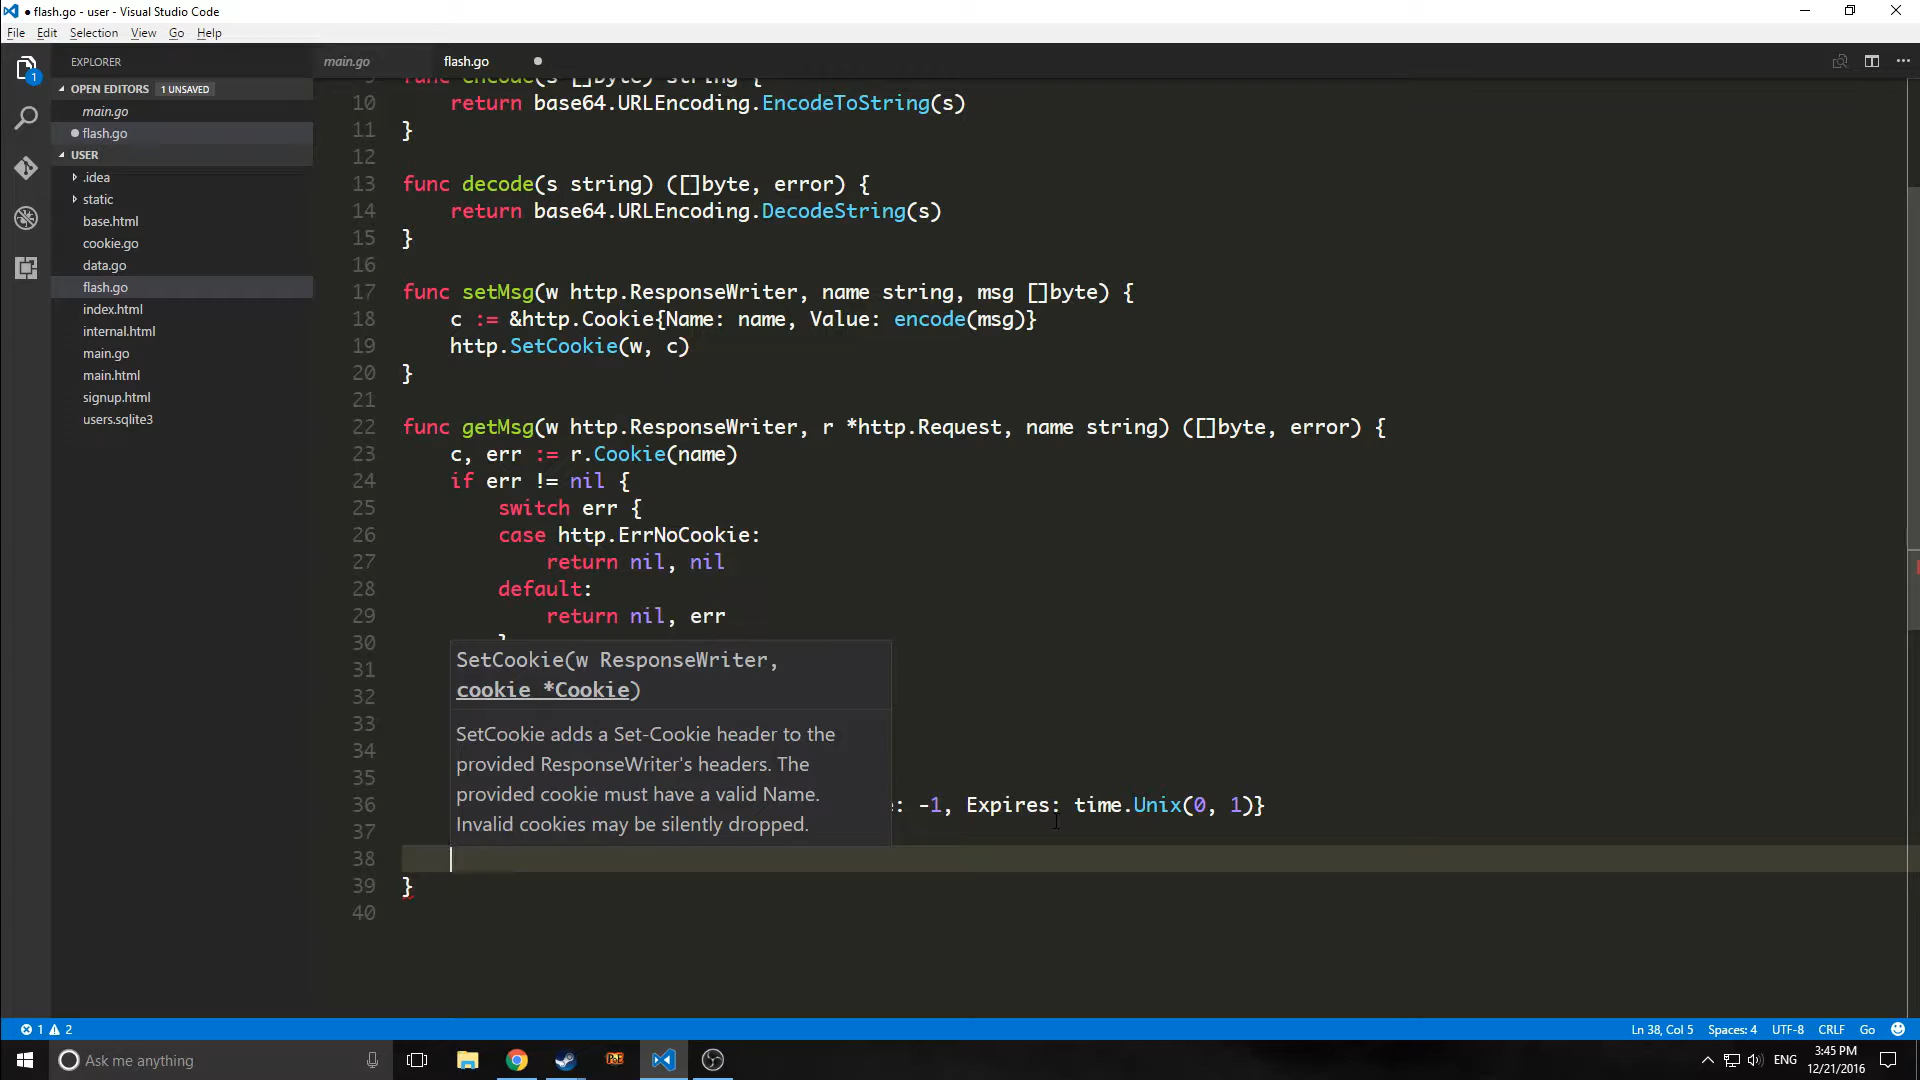 flash.go - user - Visual Studio Code
File Edit Selection View Go Help
EXPLORER
OPEN EDITORS 1 UNSAVED
main.go
flash.go
USER
.idea
static
base.html
cookie.go
data.go
flash.go
index.html
internal.html
main.go
main.html
signup.html
users.sqlite3
1
main.go flash.go
func encode(s []byte) string {
10 return base64.URLEncoding.EncodeToString(s)
11 }
12
13 func decode(s string) ([]byte, error) {
14 return base64.URLEncoding.DecodeString(s)
15 }
16
17 func setMsg(w http.ResponseWriter, name string, msg []byte) {
18 c := &http.Cookie{Name: name, Value: encode(msg)}
19 http.SetCookie(w, c)
20 }
21
22 func getMsg(w http.ResponseWriter, r *http.Request, name string) ([]byte, error) {
23 c, err := r.Cookie(name)
24 if err != nil {
25 switch err {
26 case http.ErrNoCookie:
27 return nil, nil
28 default:
29 return nil, err
30
31
32
33
34
35
36 : -1, Expires: time.Unix(0, 1)}
37
38
39 }
40
SetCookie(w ResponseWriter,
cookie *Cookie)
SetCookie adds a Set-Cookie header to the
provided ResponseWriter's headers. The
provided cookie must have a valid Name.
Invalid cookies may be silently dropped.
1 2
Ln 38, Col 5 Spaces: 4 UTF-8 CRLF Go
Ask me anything
ENG
3:45 PM
12/21/2016